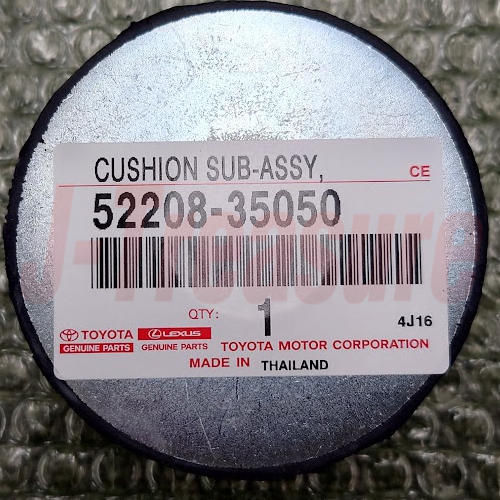 CUSHION SUB-ASSY, CE
52208-35050
QTY: 1 4J16
TOYOTA LEXUS
GENUINE PARTS GENUINE PARTS TOYOTA MOTOR CORPORATION
MADE IN THAILAND
J-Treasure